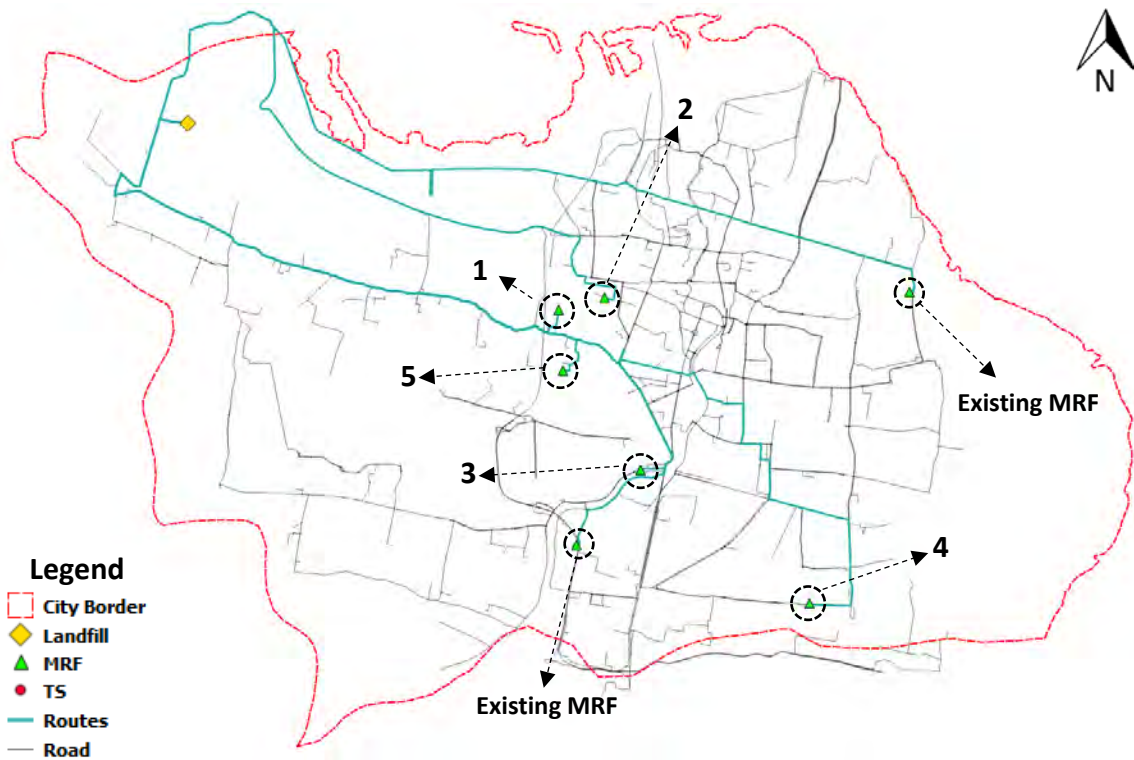 N
2
1
Existing MRF
5
3
4
Existing MRF
Legend
City Border
Landfill
MRF
TS
Routes
Road